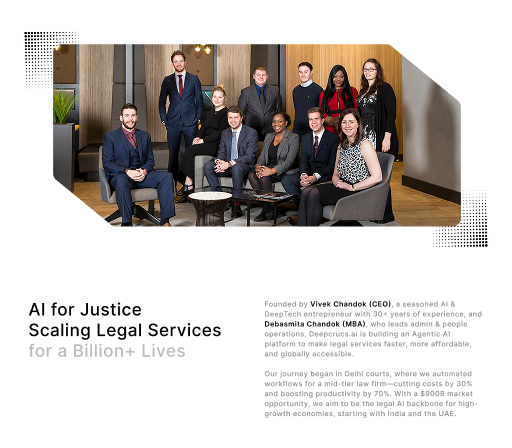 AI for Justice
Scaling Legal Services
for a Billion+ Lives
Founded by Vivek Chandok (CEO), a seasoned AI &
DeepTech entrepreneur with 30+ years of experience, and
Debasmita Chandok (MBA), who leads admin & people
operations, Deepcrucs.ai is building an Agentic AI
platform to make legal services faster, more affordable,
and globally accessible.
Our journey began in Delhi courts, where we automated
workflows for a mid-tier law firm—cutting costs by 30%
and boosting productivity by 70%. With a $900B market
opportunity, we aim to be the legal AI backbone for high-
growth economies, starting with India and the UAE.